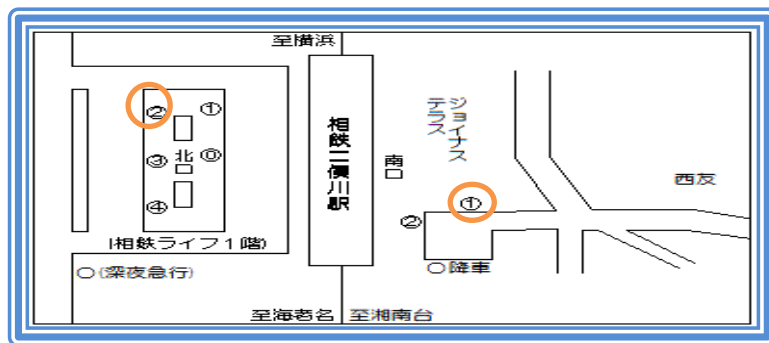 至横浜
② ①
③ 北口 ⓪
④
相鉄ライフ1階)
○(深夜急行)
相鉄二俣川駅
ジョイナス
テラス
南口
①
②
西友
○降車
至海老名 至湘南台